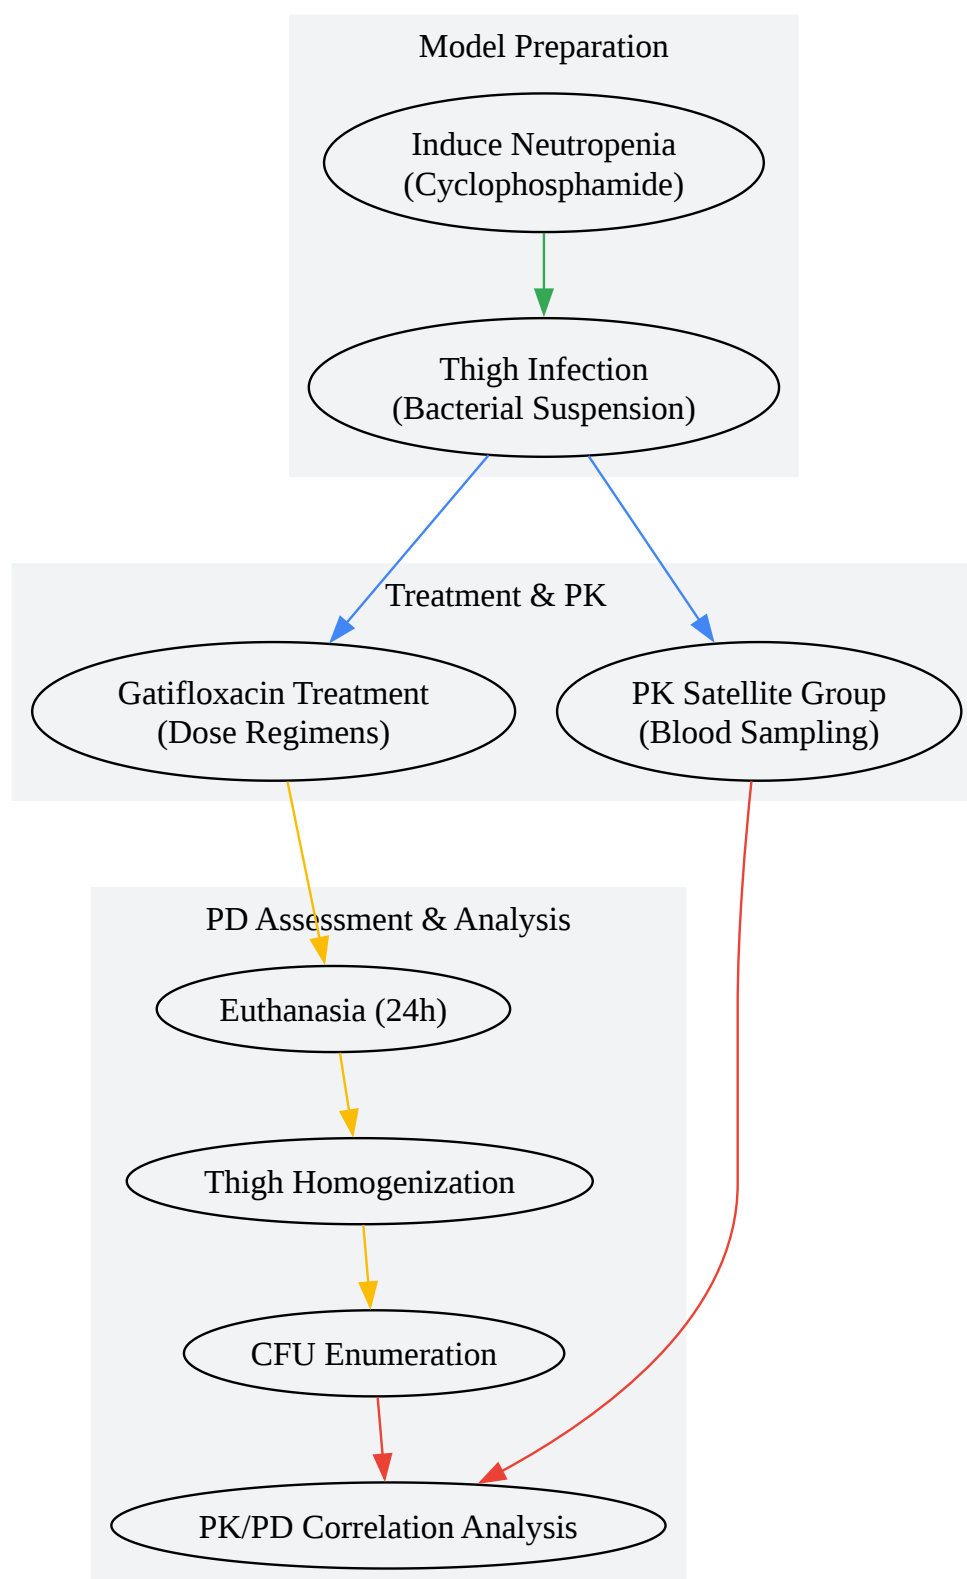 Model Preparation
Induce Neutropenia
(Cyclophosphamide)
Thigh Infection
(Bacterial Suspension)
Treatment & PK
Gatifloxacin Treatment
(Dose Regimens)
PK Satellite Group
(Blood Sampling)
PD Assessment & Analysis
Euthanasia (24h)
Thigh Homogenization
CFU Enumeration
PK/PD Correlation Analysis